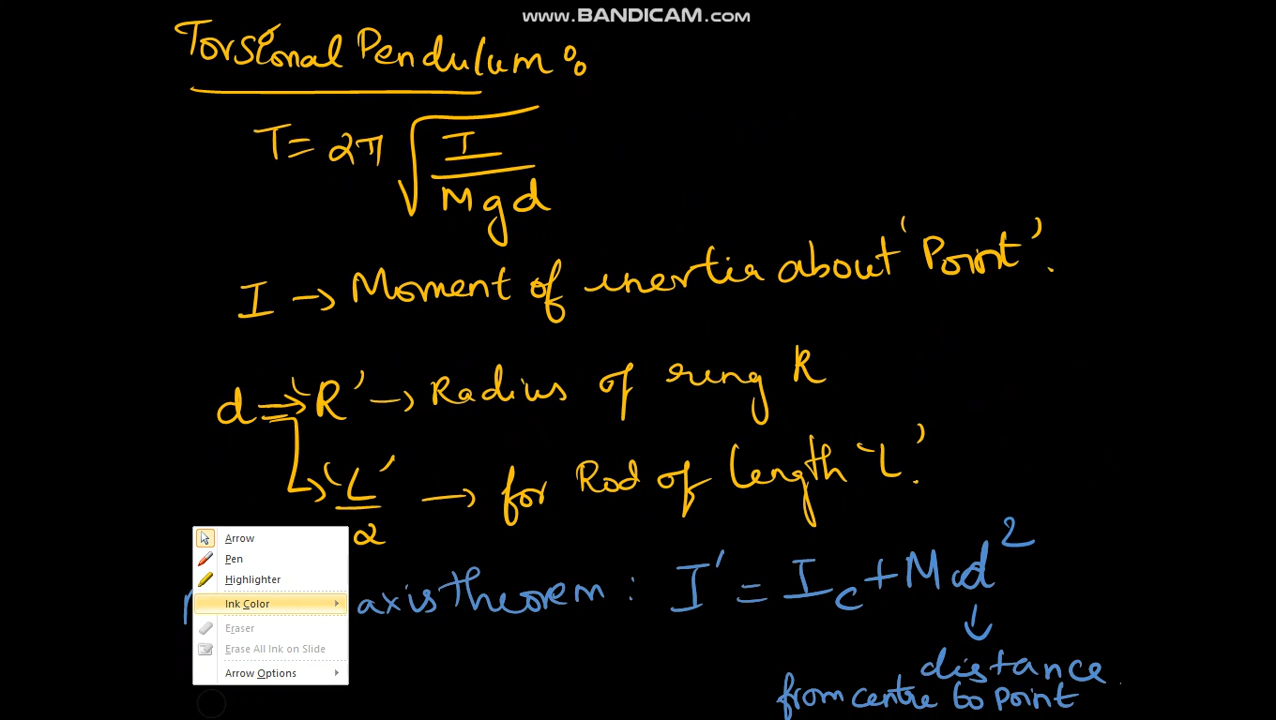 www.BANDICAM.com
Torsional Pendulum :
T = 2π √(I / Mgd)
I → Moment of inertia about 'Point'.
d ⇒ 'R' → Radius of ring R
↳ 'L'/2 → for Rod of length 'L'.
axis theorem : I' = Ic + Md²
↓
distance
from centre to point
Arrow
Pen
Highlighter
Ink Color
Eraser
Erase All Ink on Slide
Arrow Options